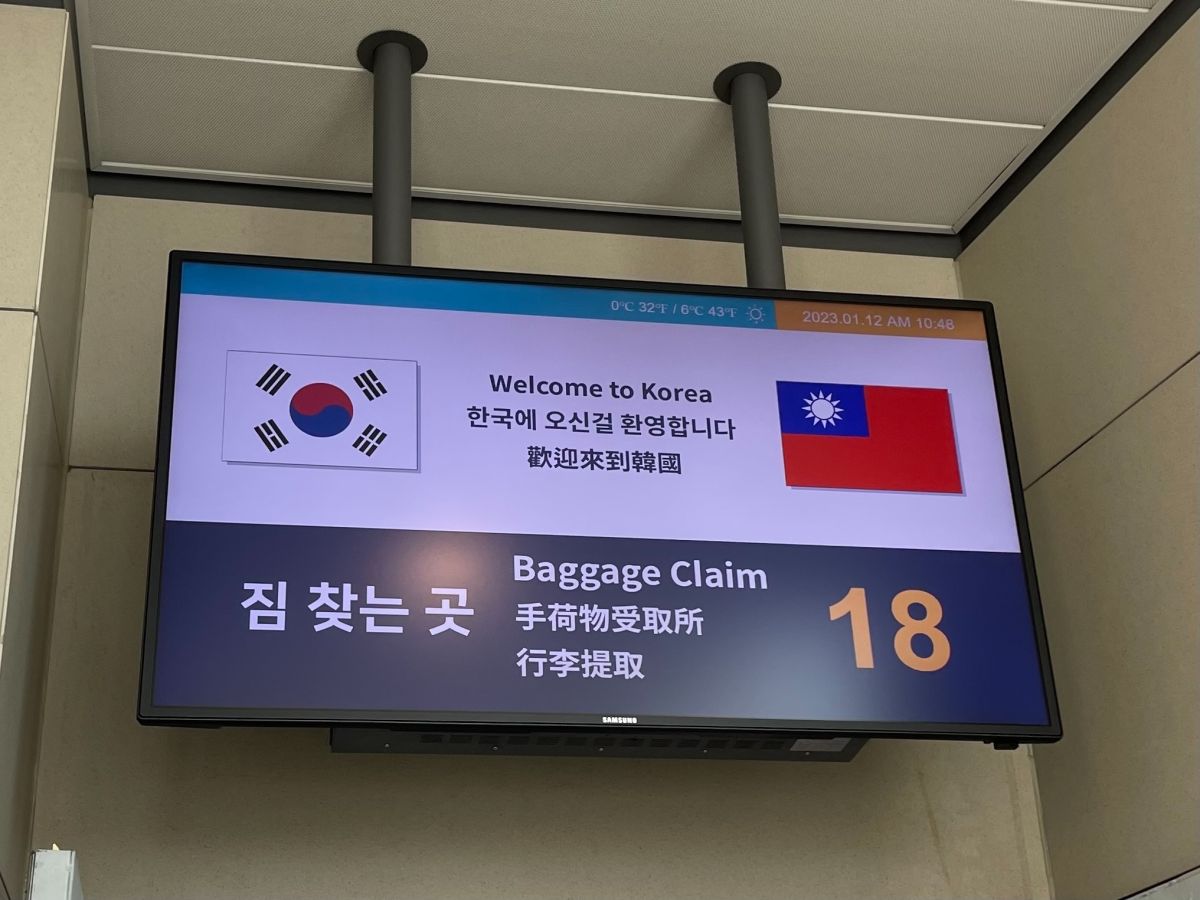 0℃ 32℉ / 6℃ 43℉
2023.01.12 AM 10:48
Welcome to Korea
한국에 오신걸 환영합니다
歡迎來到韓國
짐 찾는 곳
Baggage Claim
手荷物受取所
行李提取
18
SAMSUNG